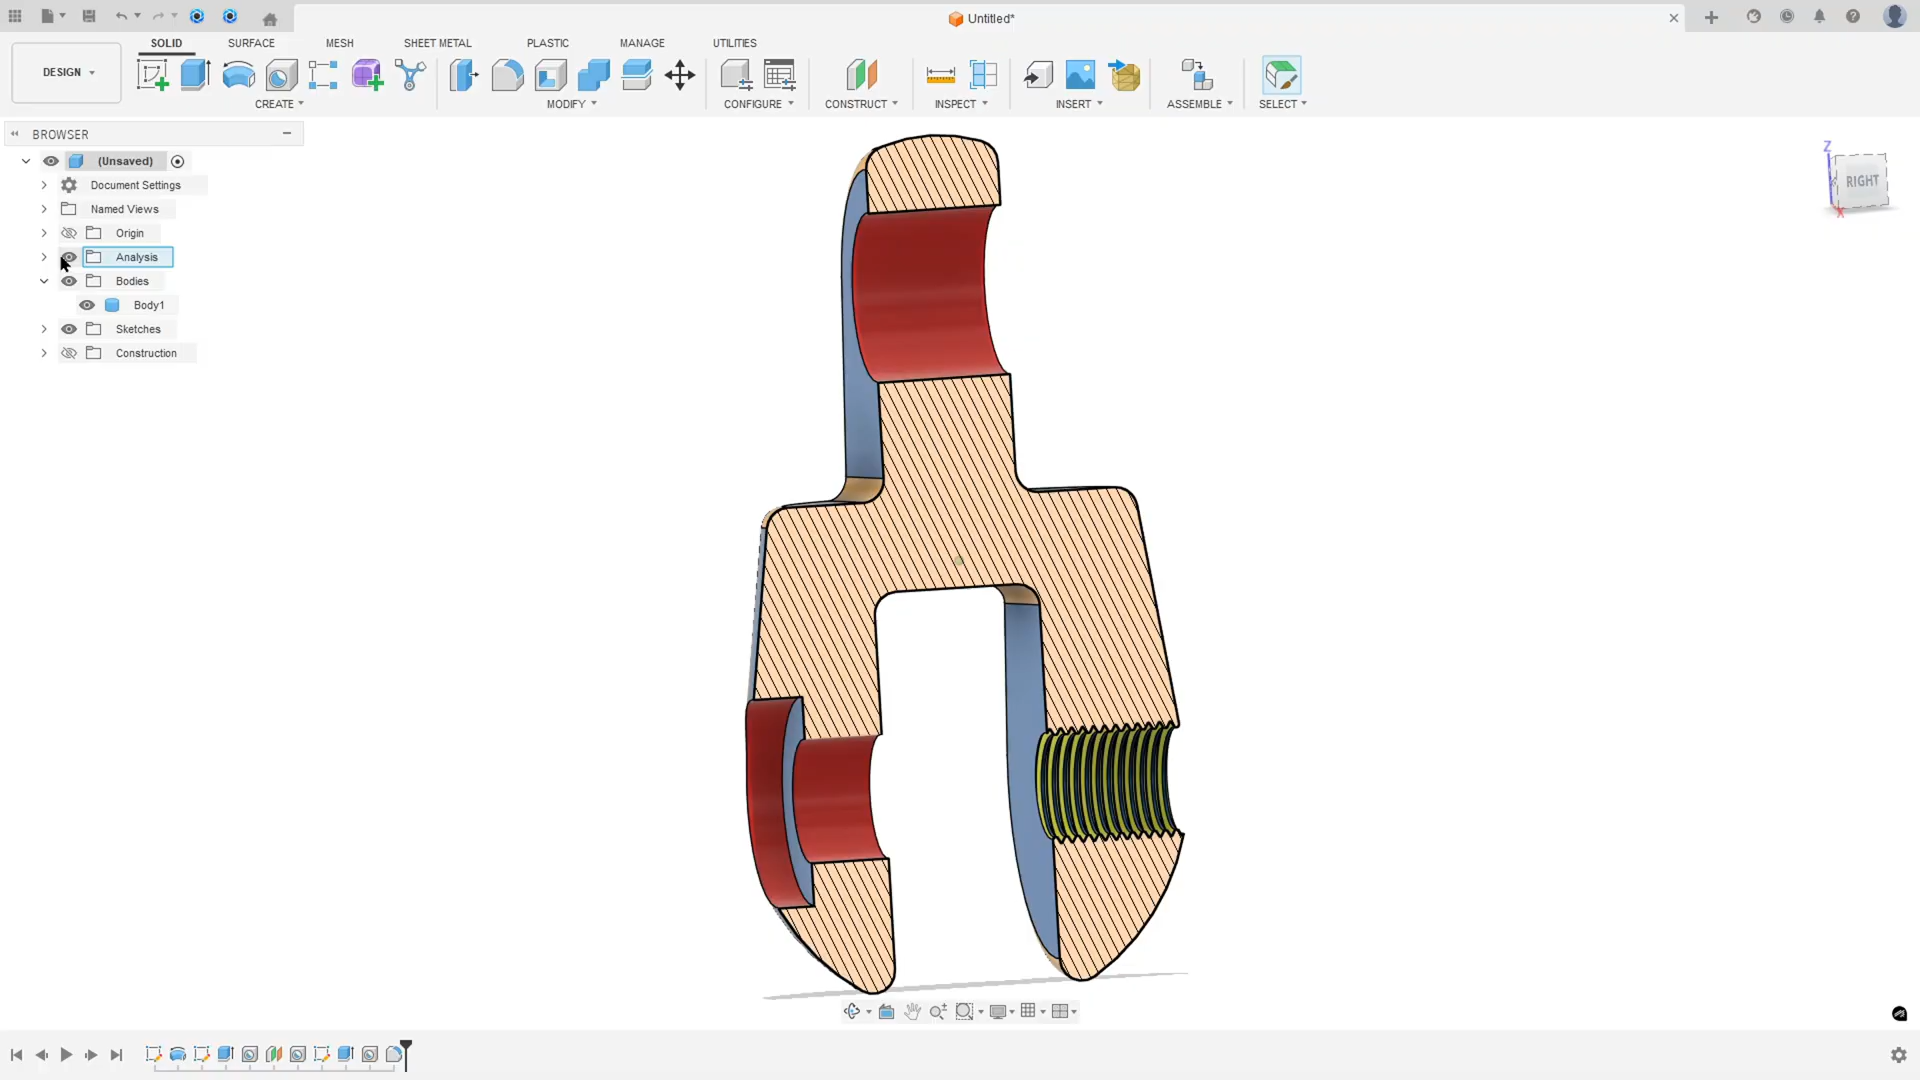 Untitled*
SOLID SURFACE MESH SHEET METAL PLASTIC MANAGE UTILITIES
DESIGN
CREATE MODIFY CONFIGURE CONSTRUCT INSPECT INSERT ASSEMBLE SELECT
BROWSER
(Unsaved)
Document Settings
Named Views
Origin
Analysis
Bodies
Body1
Sketches
Construction
Z
RIGHT
X